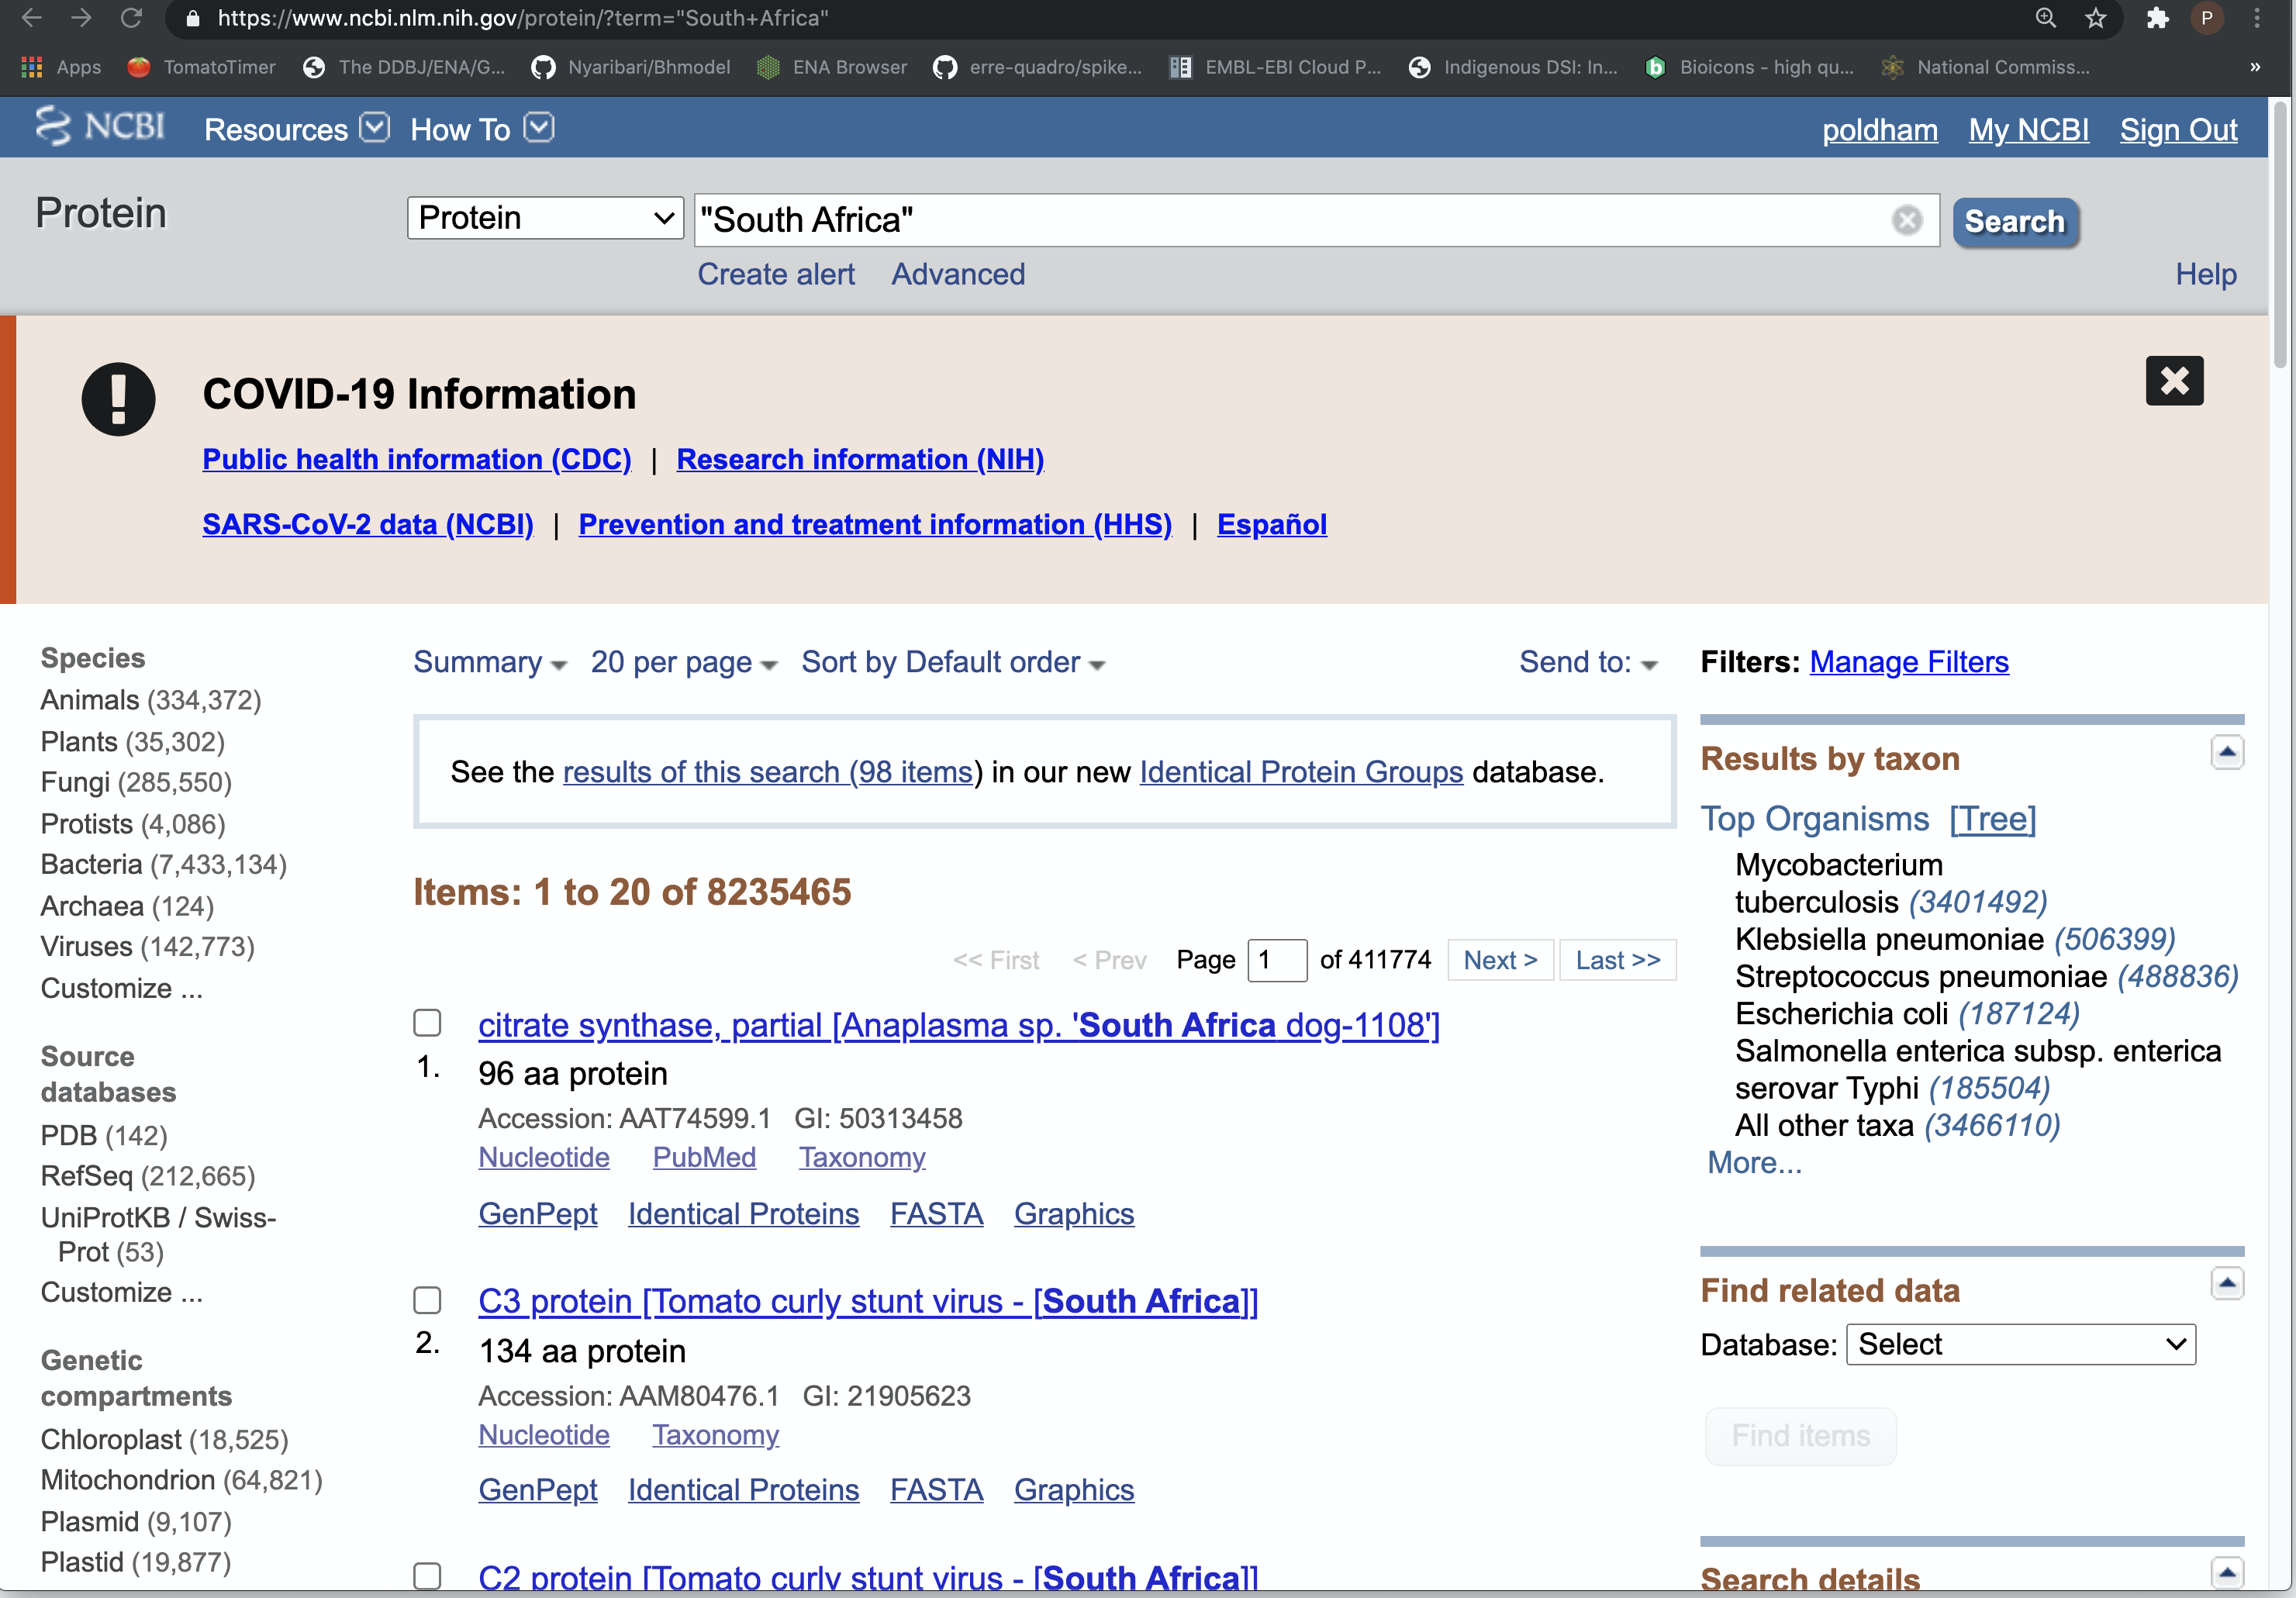 https://www.ncbi.nlm.nih.gov/protein/?term="South+Africa"
P
Apps TomatoTimer The DDBJ/ENA/G... Nyaribari/Bhmodel ENA Browser erre-quadro/spike... EMBL-EBI Cloud P... Indigenous DSI: In... Bioicons - high qu... National Commiss... »
NCBI Resources How To poldham My NCBI Sign Out
Protein Protein "South Africa" Search
Create alert Advanced Help
COVID-19 Information
Public health information (CDC) | Research information (NIH)
SARS-CoV-2 data (NCBI) | Prevention and treatment information (HHS) | Español
Species
Animals (334,372)
Plants (35,302)
Fungi (285,550)
Protists (4,086)
Bacteria (7,433,134)
Archaea (124)
Viruses (142,773)
Customize ...
Source
databases
PDB (142)
RefSeq (212,665)
UniProtKB / Swiss-
Prot (53)
Customize ...
Genetic
compartments
Chloroplast (18,525)
Mitochondrion (64,821)
Plasmid (9,107)
Plastid (19,877)
Summary 20 per page Sort by Default order Send to:
See the results of this search (98 items) in our new Identical Protein Groups database.
Items: 1 to 20 of 8235465
<< First < Prev Page 1 of 411774 Next > Last >>
citrate synthase, partial [Anaplasma sp. 'South Africa dog-1108']
1. 96 aa protein
Accession: AAT74599.1 GI: 50313458
Nucleotide PubMed Taxonomy
GenPept Identical Proteins FASTA Graphics
C3 protein [Tomato curly stunt virus - [South Africa]]
2. 134 aa protein
Accession: AAM80476.1 GI: 21905623
Nucleotide Taxonomy
GenPept Identical Proteins FASTA Graphics
C2 protein [Tomato curly stunt virus - [South Africa]]
Filters: Manage Filters
Results by taxon
Top Organisms [Tree]
Mycobacterium
tuberculosis (3401492)
Klebsiella pneumoniae (506399)
Streptococcus pneumoniae (488836)
Escherichia coli (187124)
Salmonella enterica subsp. enterica
serovar Typhi (185504)
All other taxa (3466110)
More...
Find related data
Database: Select
Find items
Search details